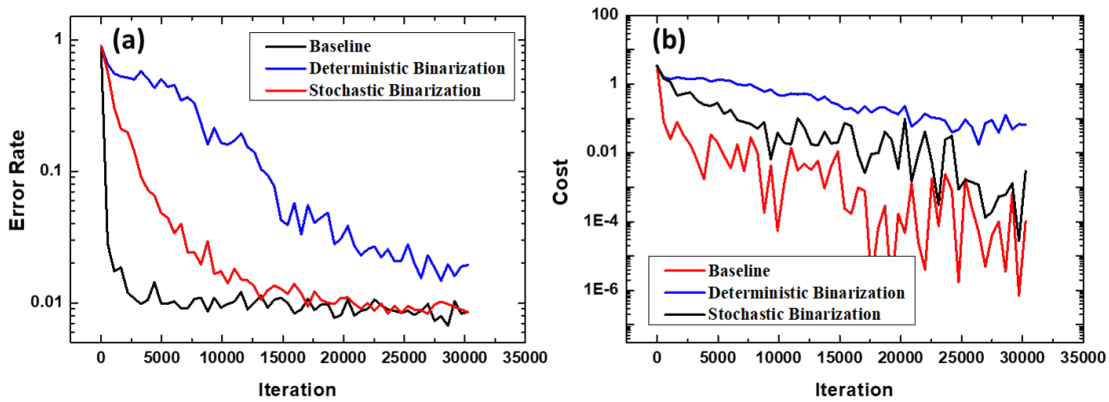 (a)
Baseline
Deterministic Binarization
Stochastic Binarization
1
0.1
0.01
Error Rate
0 5000 10000 15000 20000 25000 30000 35000
Iteration
(b)
100
1
0.01
1E-4
1E-6
Cost
Baseline
Deterministic Binarization
Stochastic Binarization
0 5000 10000 15000 20000 25000 30000 35000
Iteration